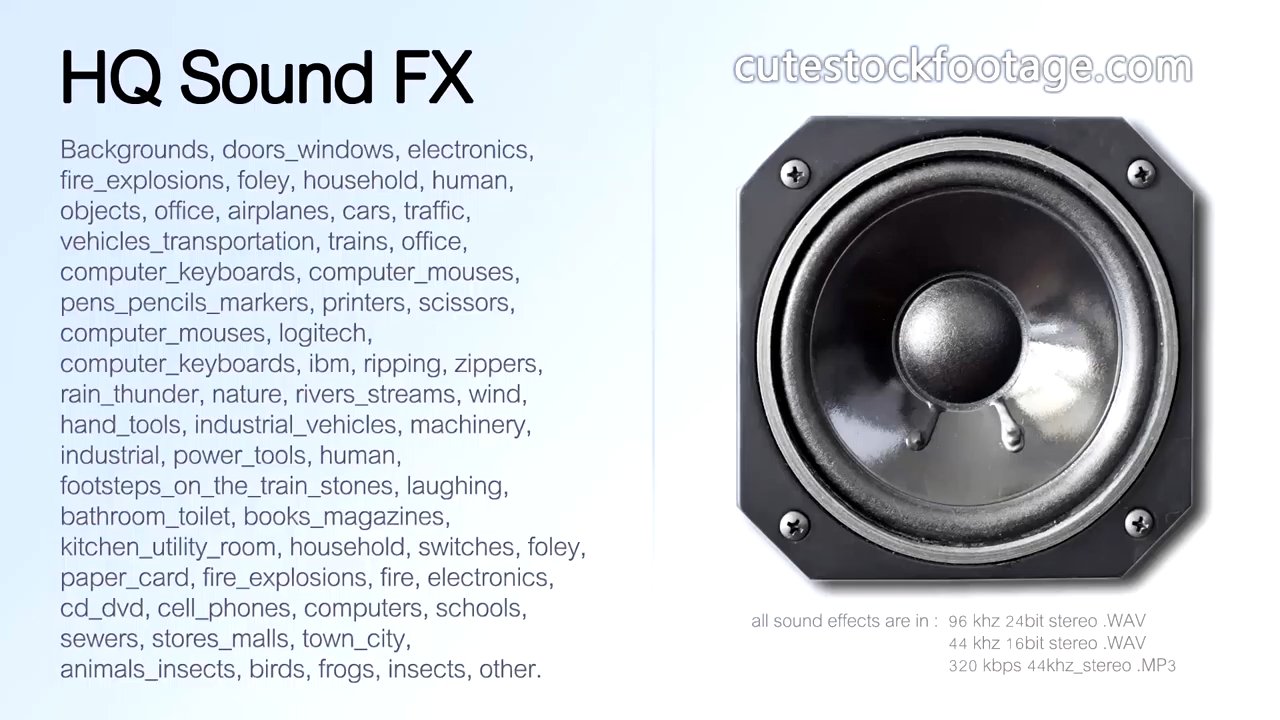 HQ Sound FX
cutestockfootage.com
Backgrounds, doors_windows, electronics,
fire_explosions, foley, household, human,
objects, office, airplanes, cars, traffic,
vehicles_transportation, trains, office,
computer_keyboards, computer_mouses,
pens_pencils_markers, printers, scissors,
computer_mouses, logitech,
computer_keyboards, ibm, ripping, zippers,
rain_thunder, nature, rivers_streams, wind,
hand_tools, industrial_vehicles, machinery,
industrial, power_tools, human,
footsteps_on_the_train_stones, laughing,
bathroom_toilet, books_magazines,
kitchen_utility_room, household, switches, foley,
paper_card, fire_explosions, fire, electronics,
cd_dvd, cell_phones, computers, schools,
sewers, stores_malls, town_city,
animals_insects, birds, frogs, insects, other.
all sound effects are in : 96 khz 24bit stereo .WAV
44 khz 16bit stereo .WAV
320 kbps 44khz_stereo .MP3